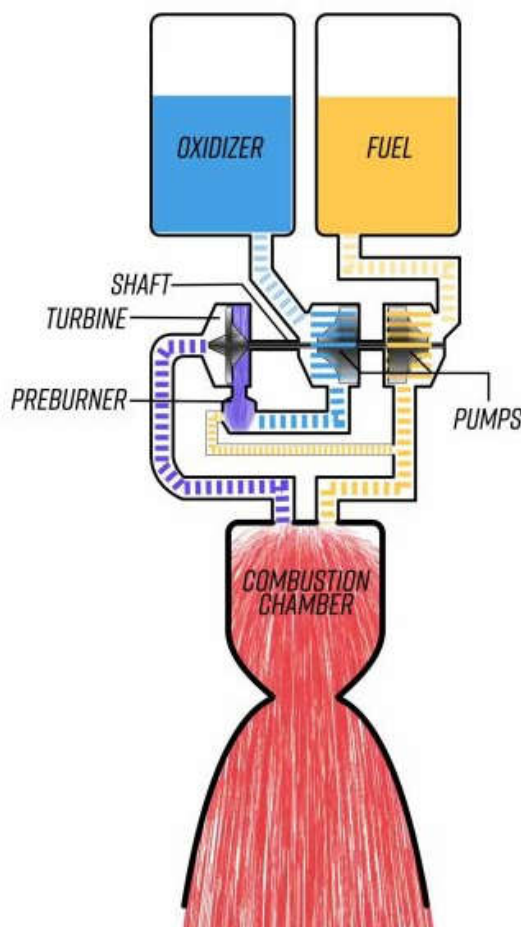 OXIDIZER
FUEL
SHAFT
TURBINE
PREBURNER
PUMPS
COMBUSTION
CHAMBER